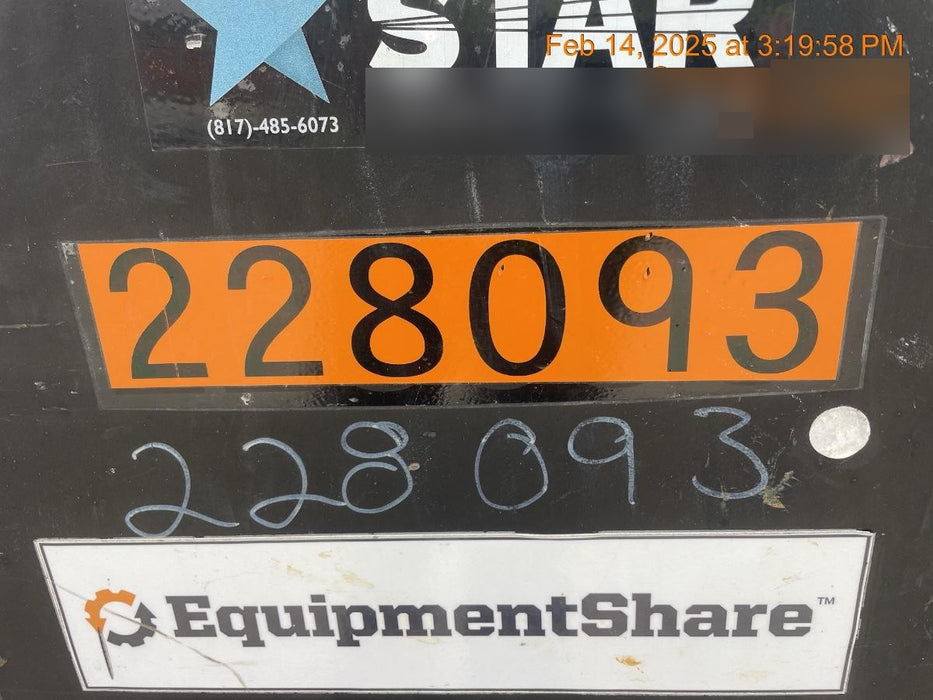 STAR
Feb 14, 2025 at 3:19:58 PM
(817)-485-6073
228093
228093
EquipmentShare™